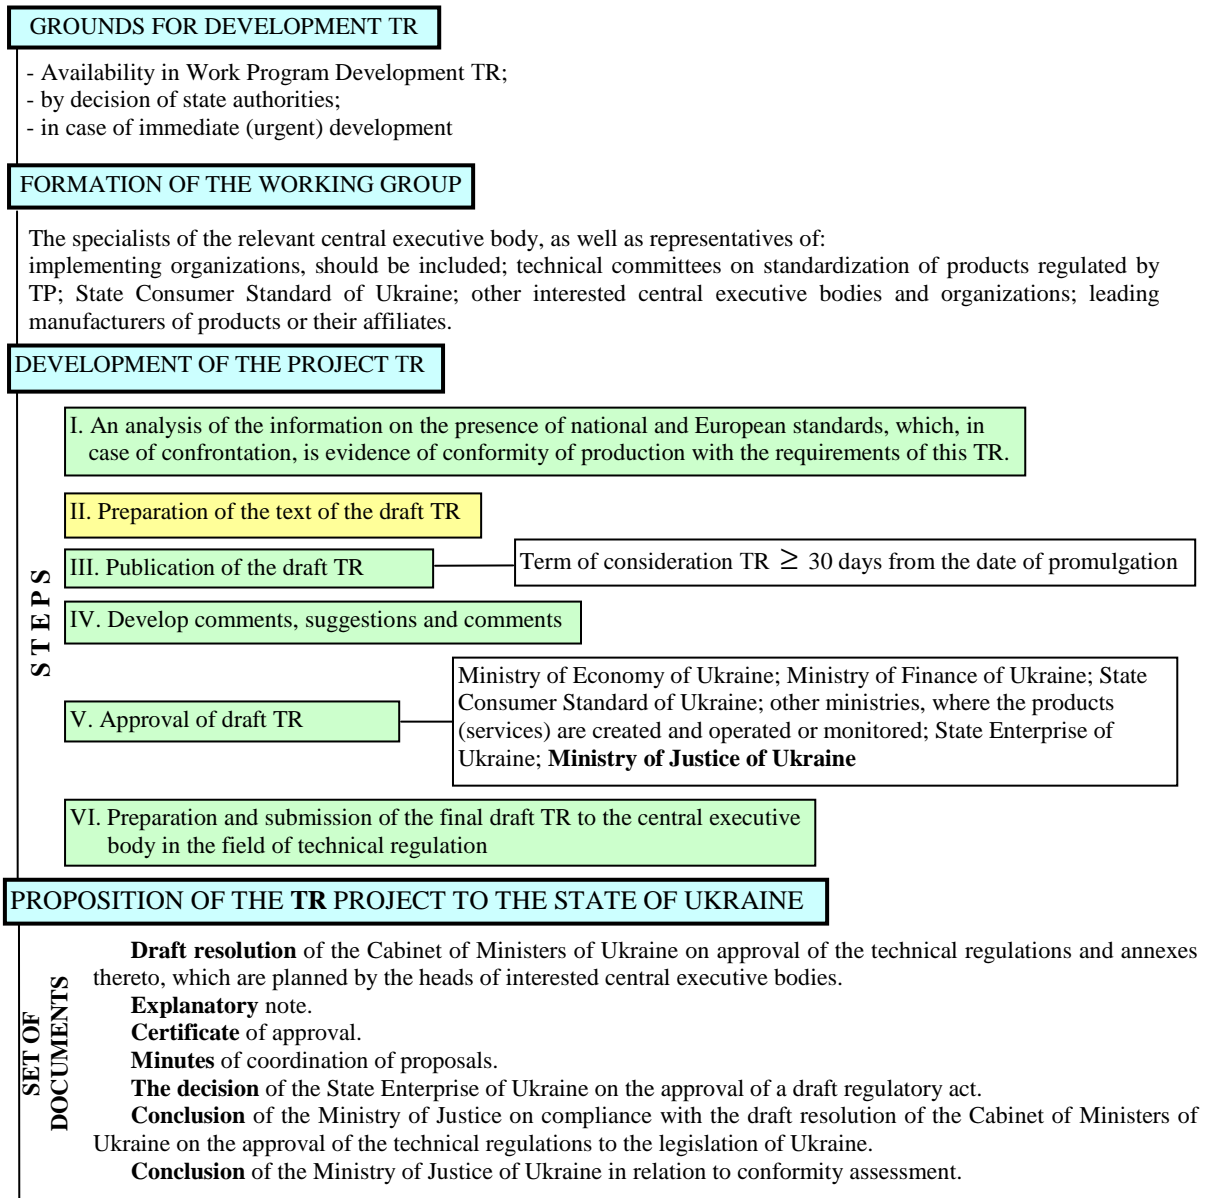 GROUNDS FOR DEVELOPMENT TR
- Availability in Work Program Development TR;
- by decision of state authorities;
- in case of immediate (urgent) development
FORMATION OF THE WORKING GROUP
The specialists of the relevant central executive body, as well as representatives of:
implementing organizations, should be included; technical committees on standardization of products regulated by
TP; State Consumer Standard of Ukraine; other interested central executive bodies and organizations; leading
manufacturers of products or their affiliates.
DEVELOPMENT OF THE PROJECT TR
STEPS
I. An analysis of the information on the presence of national and European standards, which, in
case of confrontation, is evidence of conformity of production with the requirements of this TR.
II. Preparation of the text of the draft TR
III. Publication of the draft TR
Term of consideration TR ≥ 30 days from the date of promulgation
IV. Develop comments, suggestions and comments
V. Approval of draft TR
Ministry of Economy of Ukraine; Ministry of Finance of Ukraine; State
Consumer Standard of Ukraine; other ministries, where the products
(services) are created and operated or monitored; State Enterprise of
Ukraine; Ministry of Justice of Ukraine
VI. Preparation and submission of the final draft TR to the central executive
body in the field of technical regulation
PROPOSITION OF THE TR PROJECT TO THE STATE OF UKRAINE
SET OF
DOCUMENTS
Draft resolution of the Cabinet of Ministers of Ukraine on approval of the technical regulations and annexes
thereto, which are planned by the heads of interested central executive bodies.
Explanatory note.
Certificate of approval.
Minutes of coordination of proposals.
The decision of the State Enterprise of Ukraine on the approval of a draft regulatory act.
Conclusion of the Ministry of Justice on compliance with the draft resolution of the Cabinet of Ministers of
Ukraine on the approval of the technical regulations to the legislation of Ukraine.
Conclusion of the Ministry of Justice of Ukraine in relation to conformity assessment.